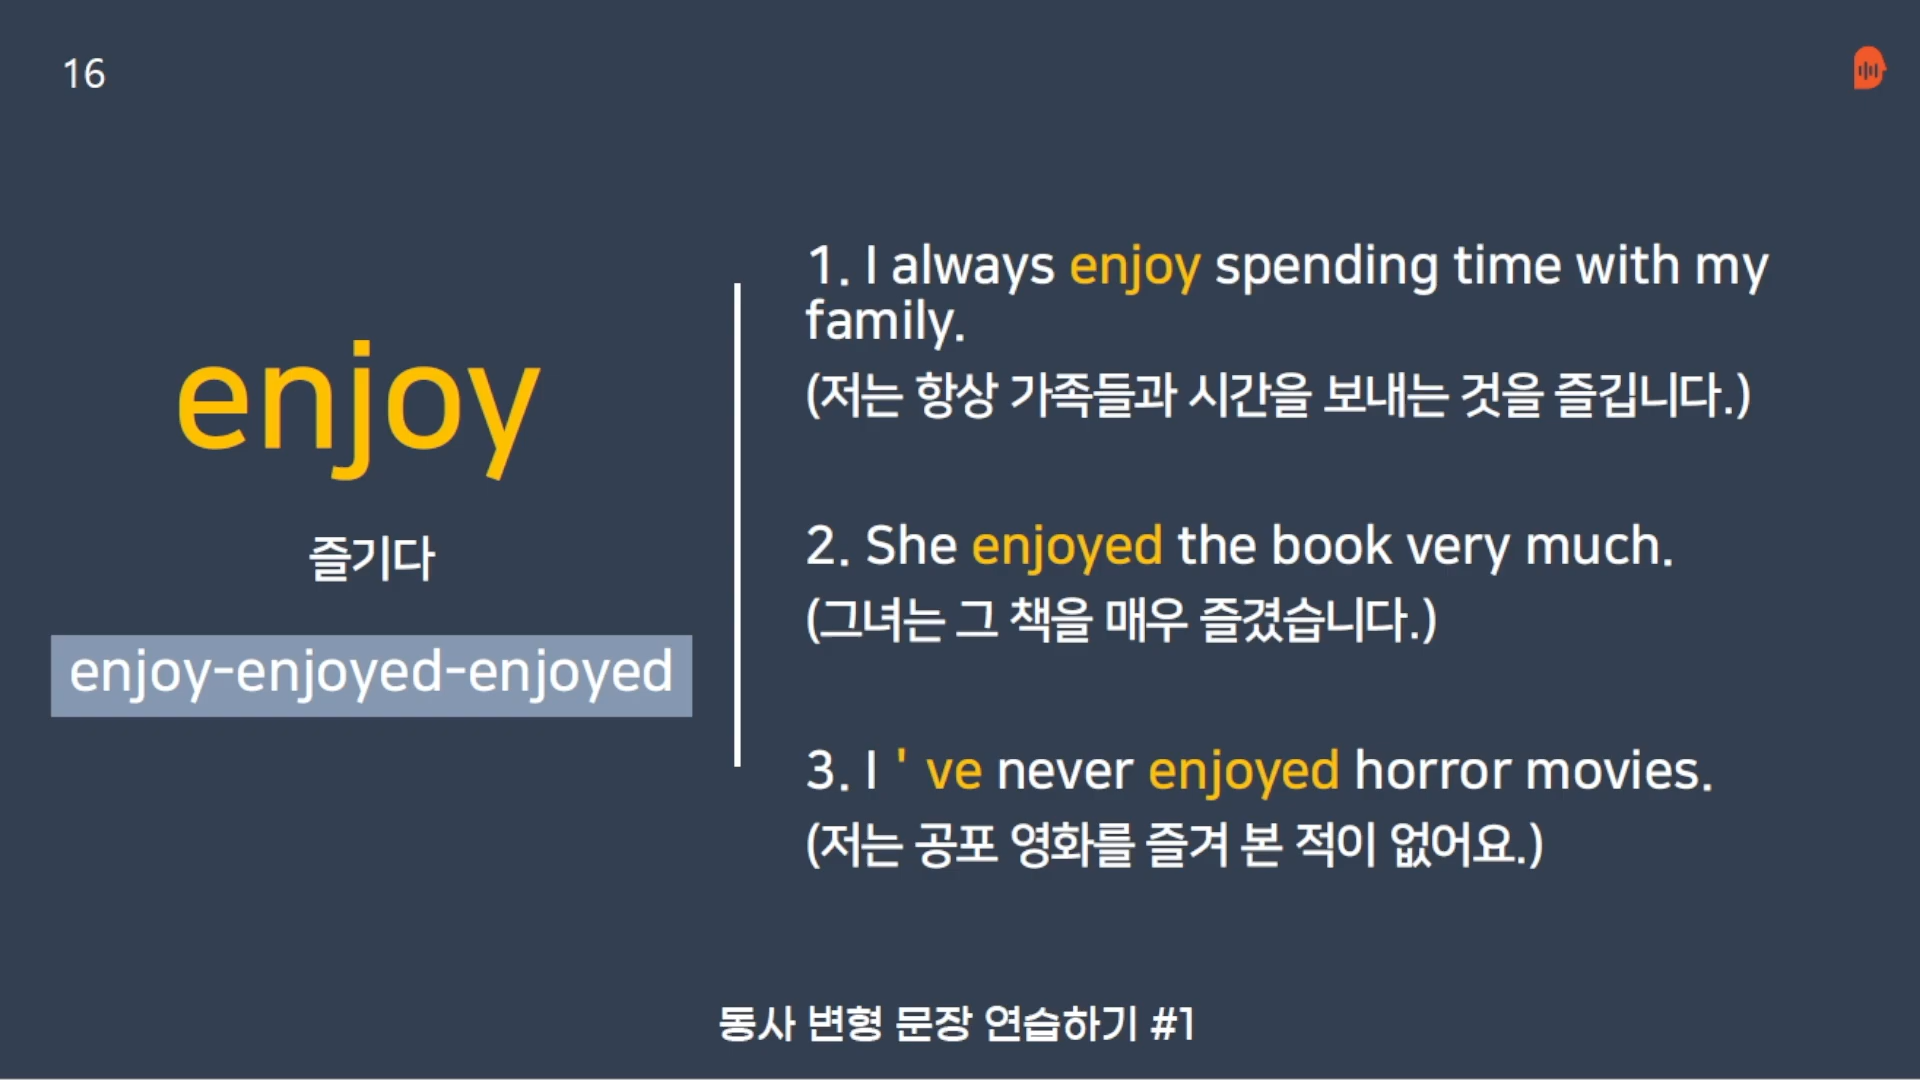 16
enjoy
즐기다
enjoy-enjoyed-enjoyed
1. I always enjoy spending time with my
family.
(저는 항상 가족들과 시간을 보내는 것을 즐깁니다.)
2. She enjoyed the book very much.
(그녀는 그 책을 매우 즐겼습니다.)
3. I ' ve never enjoyed horror movies.
(저는 공포 영화를 즐겨 본 적이 없어요.)
동사 변형 문장 연습하기 #1